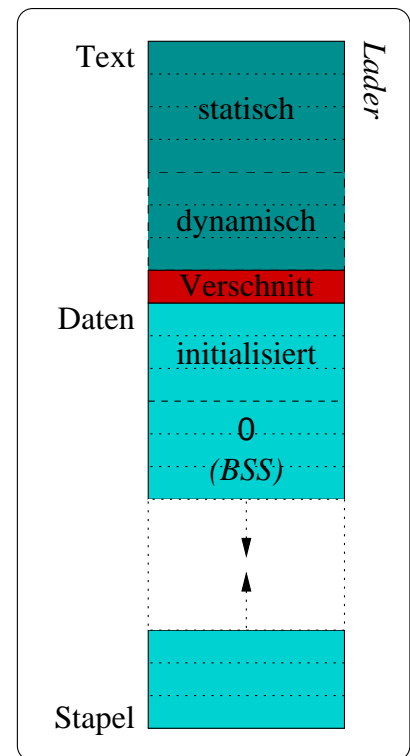 Text
Lader
statisch
dynamisch
Verschnitt
Daten
initialisiert
0
(BSS)
Stapel